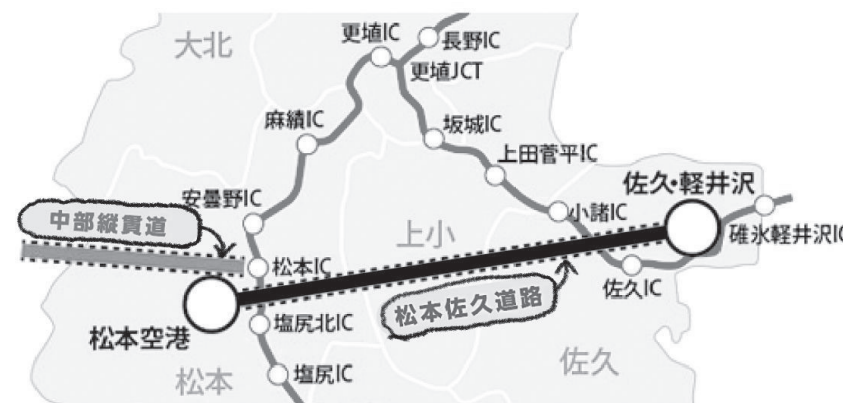 大北
更埴IC
長野IC
更埴JCT
麻績IC
坂城IC
上田菅平IC
佐久・軽井沢
安曇野IC
小諸IC
中部縦貫道
上小
碓氷軽井沢IC
松本IC
佐久IC
松本佐久道路
塩尻北IC
松本空港
佐久
塩尻IC
松本